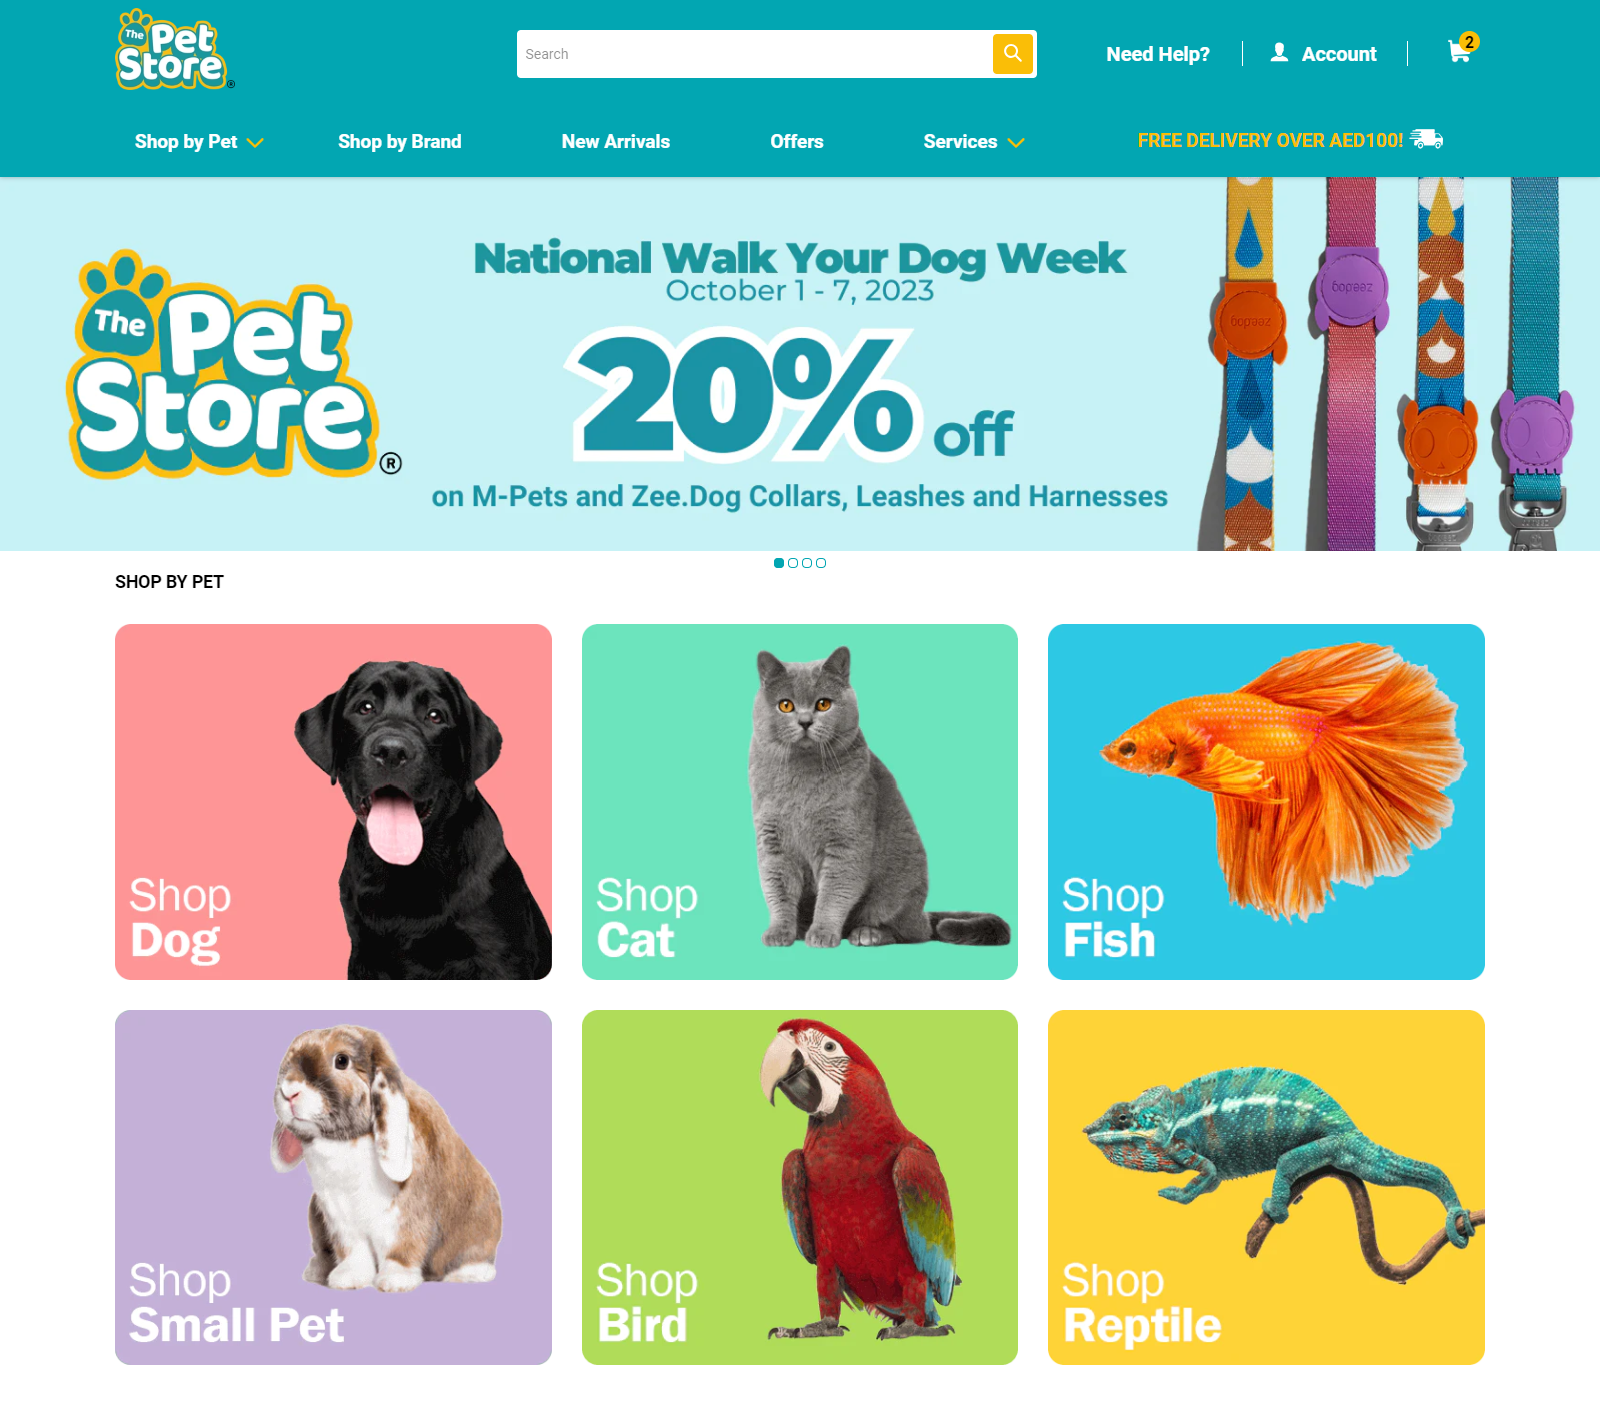 The
Pet
Store
®
Search
Need Help?
Account
2
Shop by Pet
Shop by Brand
New Arrivals
Offers
Services
FREE DELIVERY OVER AED100!
The
Pet
Store
®
National Walk Your Dog Week
October 1 - 7, 2023
20% off
on M-Pets and Zee.Dog Collars, Leashes and Harnesses
zeedog
zeedog
SHOP BY PET
Shop
Dog
Shop
Cat
Shop
Fish
Shop
Small Pet
Shop
Bird
Shop
Reptile